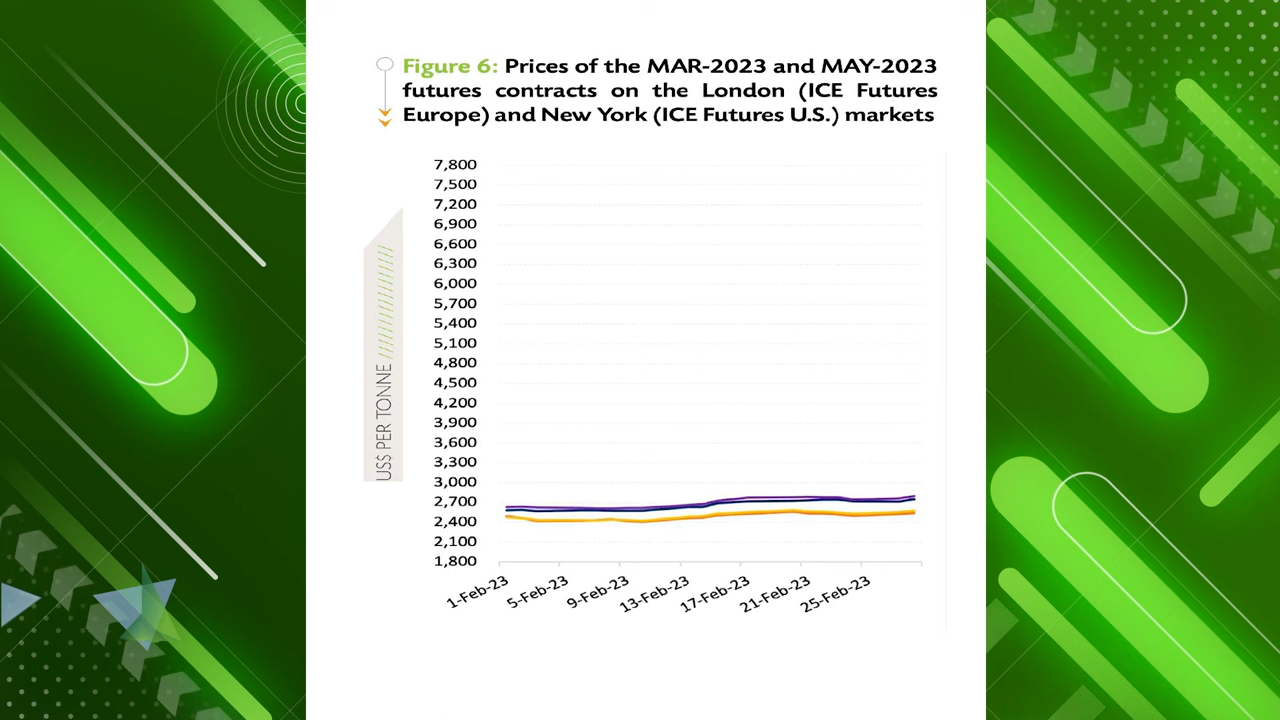 Figure 6: Prices of the MAR-2023 and MAY-2023
futures contracts on the London (ICE Futures
Europe) and New York (ICE Futures U.S.) markets
7,800
7,500
7,200
6,900
6,600
6,300
6,000
5,700
5,400
5,100
4,800
4,500
4,200
3,900
3,600
3,300
3,000
2,700
2,400
2,100
1,800
US$ PER TONNE
1-Feb-23
5-Feb-23
9-Feb-23
13-Feb-23
17-Feb-23
21-Feb-23
25-Feb-23